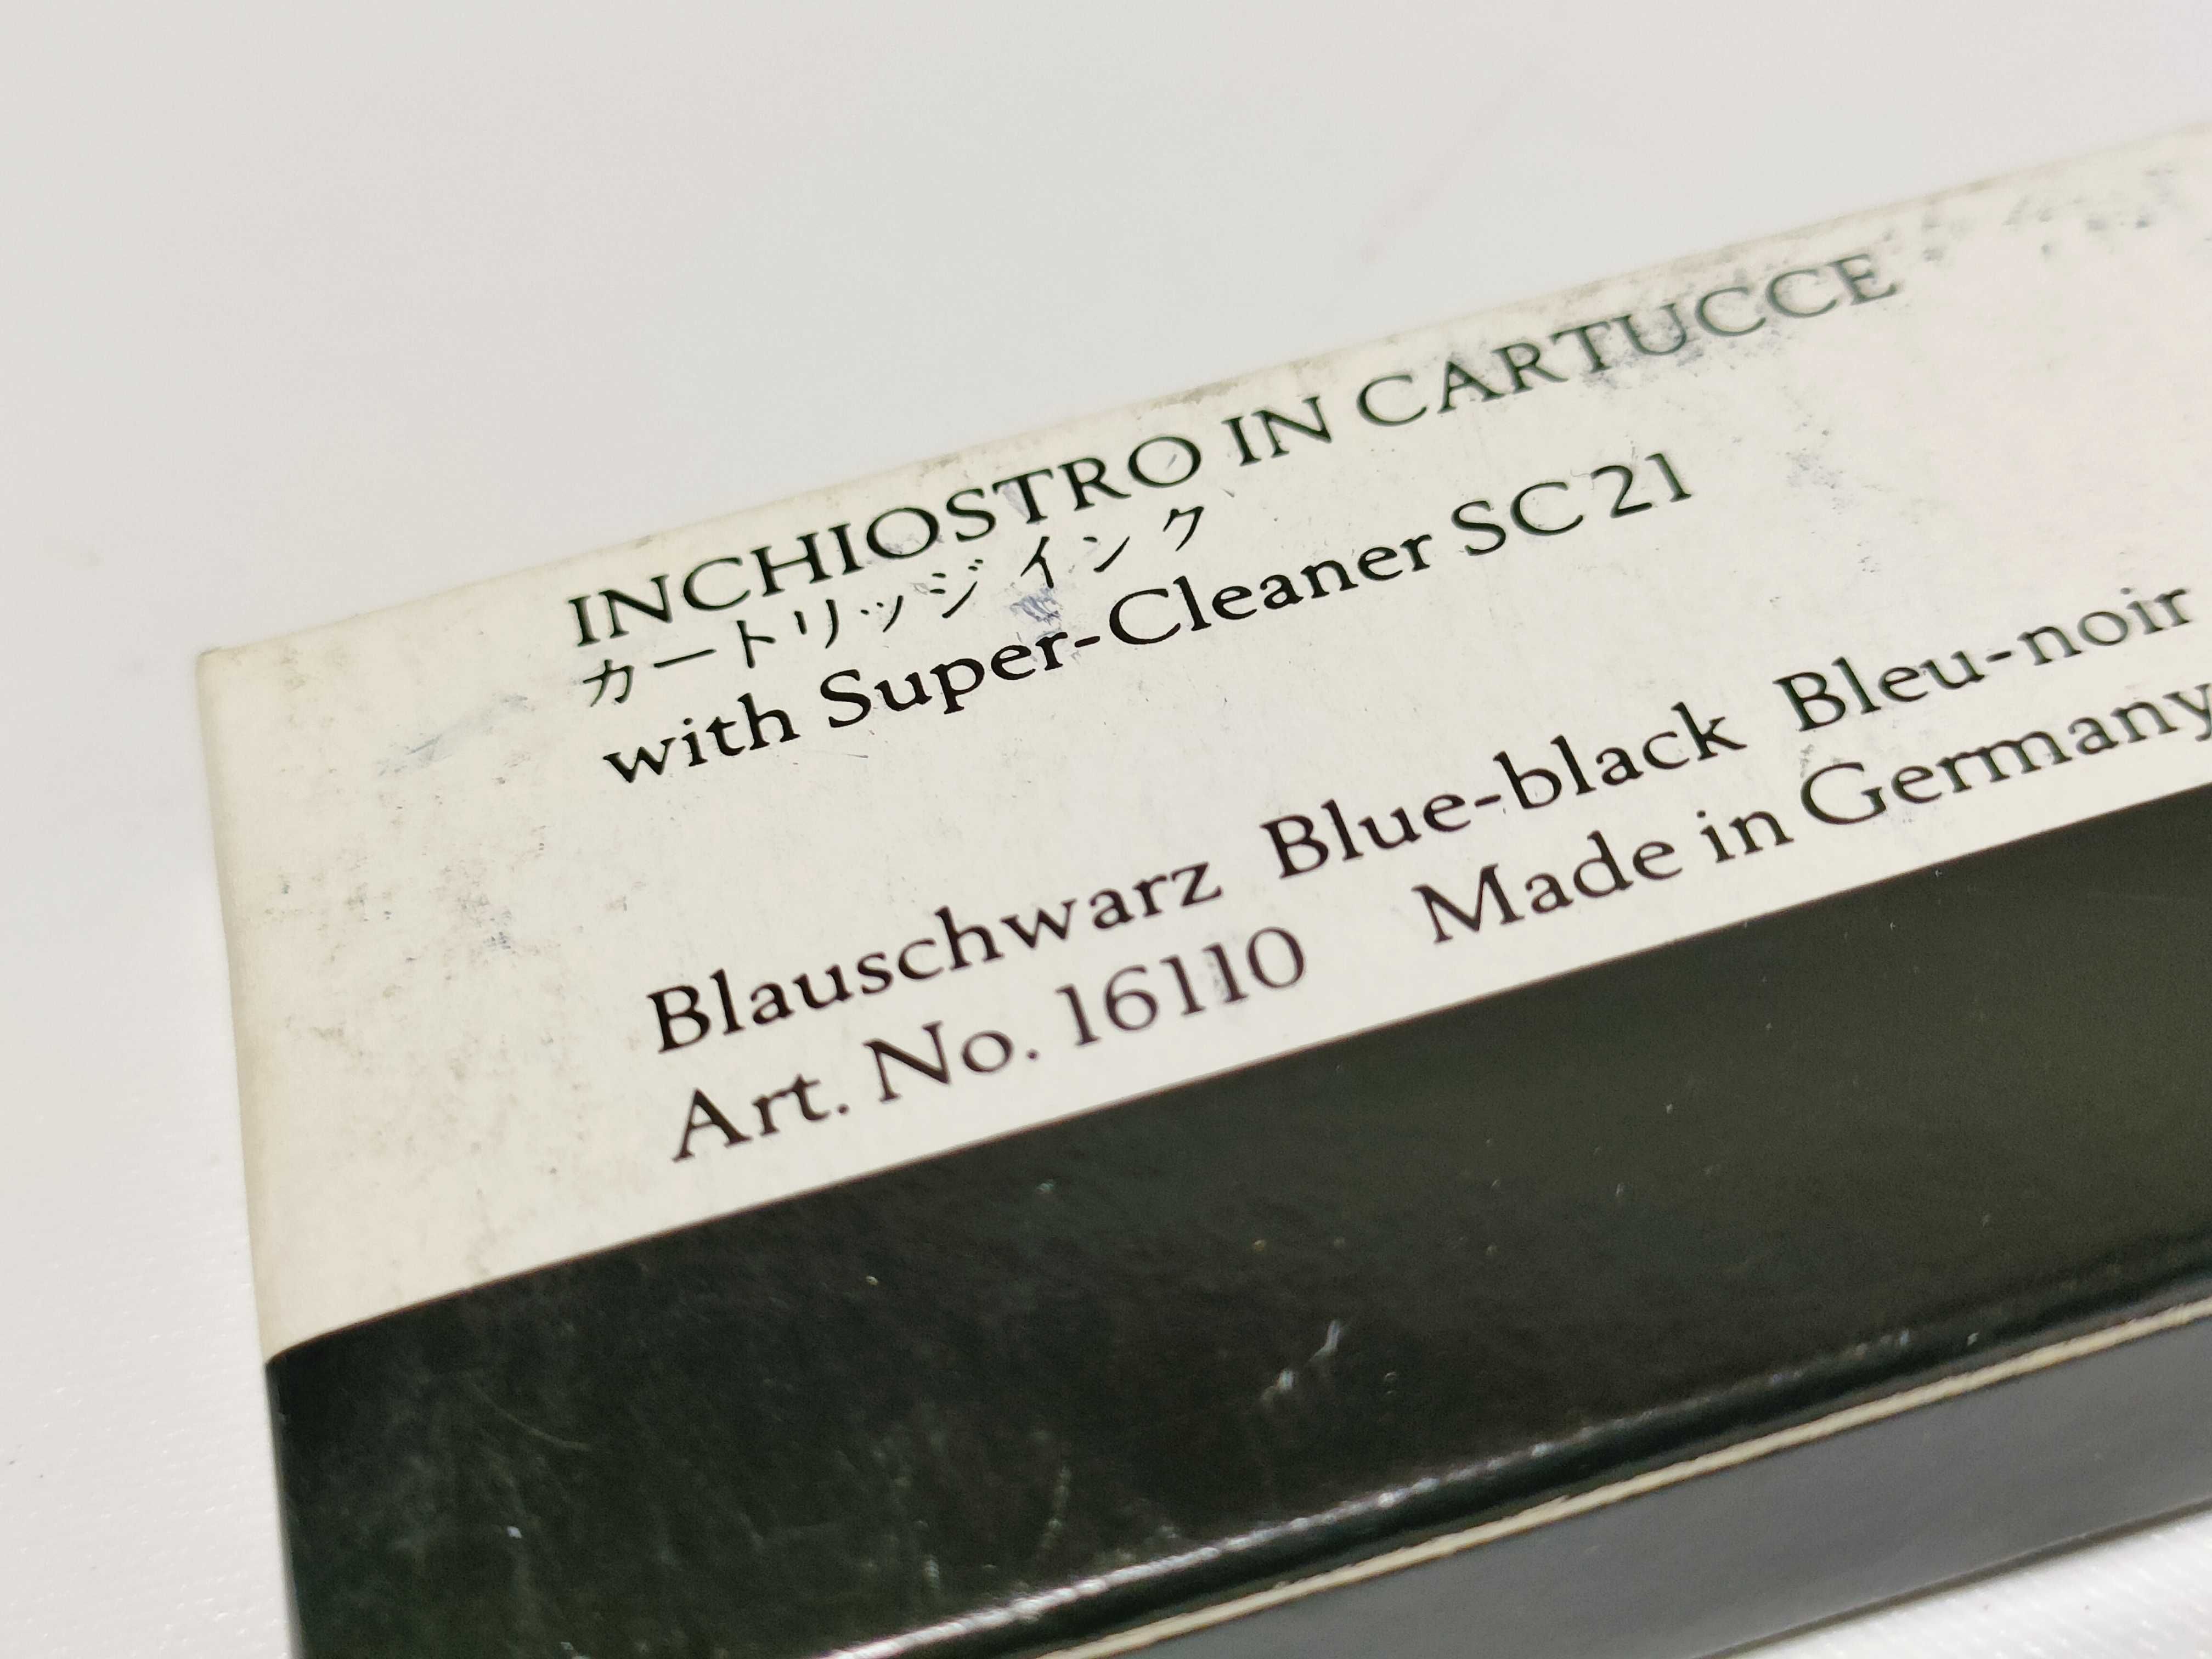 INCHIOSTRO IN CARTUCCE
カートリッジ インク
with Super-Cleaner SC 21
Blauschwarz Blue-black Bleu-noir
Art. No. 16110 Made in Germany